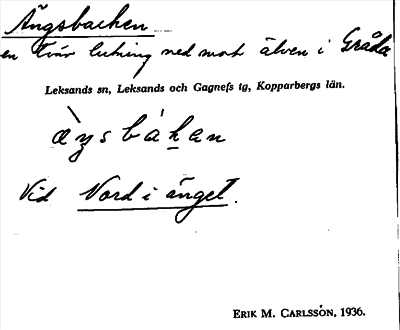 Ängsbacken
en tvär lutning ned mot älven i Gråda
Leksands sn, Leksands och Gagnefs tg, Kopparbergs län.
Vid Nord i änget.
ERIK M. CARLSSON, 1936.